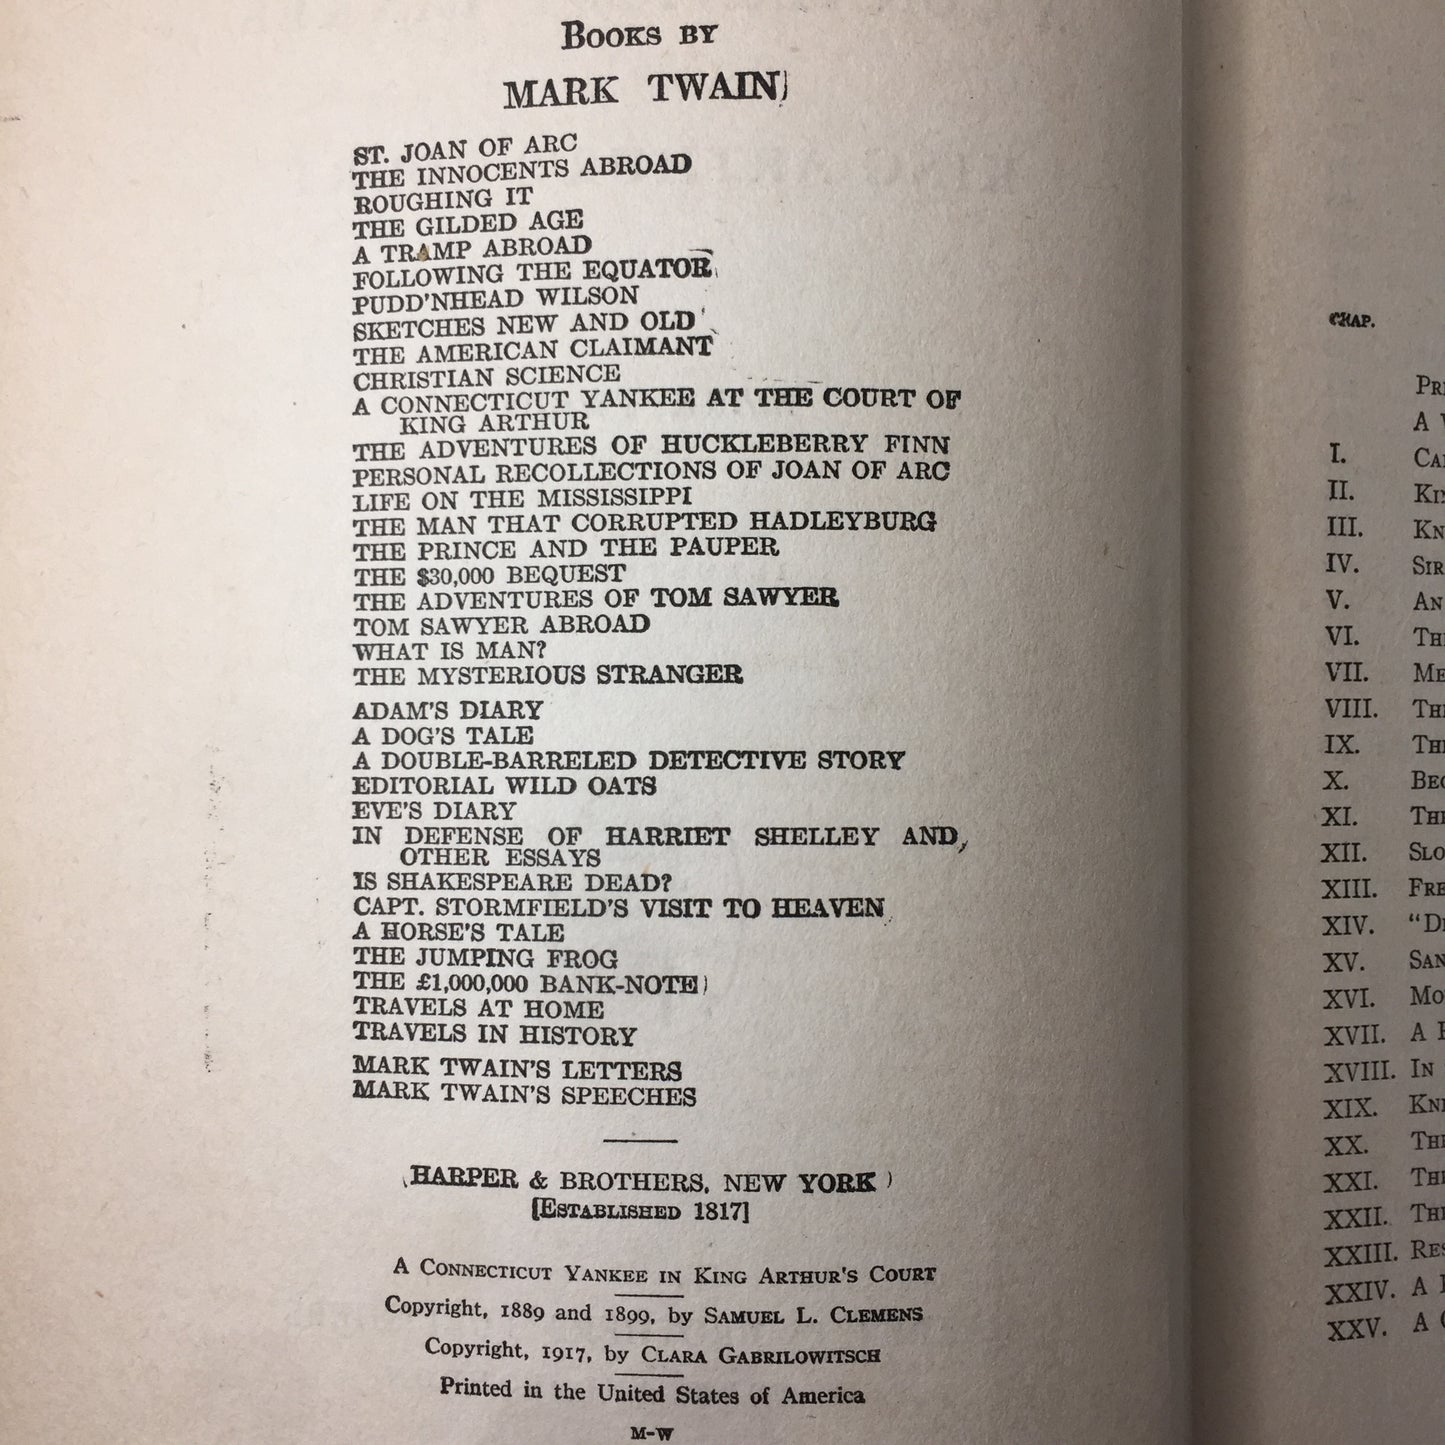 Books by
MARK TWAIN
ST. JOAN OF ARC
THE INNOCENTS ABROAD
ROUGHING IT
THE GILDED AGE
A TRAMP ABROAD
FOLLOWING THE EQUATOR
PUDD'NHEAD WILSON
SKETCHES NEW AND OLD
THE AMERICAN CLAIMANT
CHRISTIAN SCIENCE
A CONNECTICUT YANKEE AT THE COURT OF
KING ARTHUR
THE ADVENTURES OF HUCKLEBERRY FINN
PERSONAL RECOLLECTIONS OF JOAN OF ARC
LIFE ON THE MISSISSIPPI
THE MAN THAT CORRUPTED HADLEYBURG
THE PRINCE AND THE PAUPER
THE $30,000 BEQUEST
THE ADVENTURES OF TOM SAWYER
TOM SAWYER ABROAD
WHAT IS MAN?
THE MYSTERIOUS STRANGER
ADAM'S DIARY
A DOG'S TALE
A DOUBLE-BARRELED DETECTIVE STORY
EDITORIAL WILD OATS
EVE'S DIARY
IN DEFENSE OF HARRIET SHELLEY AND
OTHER ESSAYS
IS SHAKESPEARE DEAD?
CAPT. STORMFIELD'S VISIT TO HEAVEN
A HORSE'S TALE
THE JUMPING FROG
THE £1,000,000 BANK-NOTE
TRAVELS AT HOME
TRAVELS IN HISTORY
MARK TWAIN'S LETTERS
MARK TWAIN'S SPEECHES
HARPER & BROTHERS, NEW YORK
[Established 1817]
A Connecticut Yankee in King Arthur's Court
Copyright, 1889 and 1899, by Samuel L. Clemens
Copyright, 1917, by Clara Gabrilowitsch
Printed in the United States of America
M-W
CHAP.
A
I.
II.
III.
IV. Sir
V. An
VI.
VII.
VIII.
IX.
X.
XI.
XII.
XIII.
XIV.
XV.
XVI.
XVII. A
XVIII. In
XIX.
XX.
XXI.
XXII.
XXIII.
XXIV. A
XXV. A